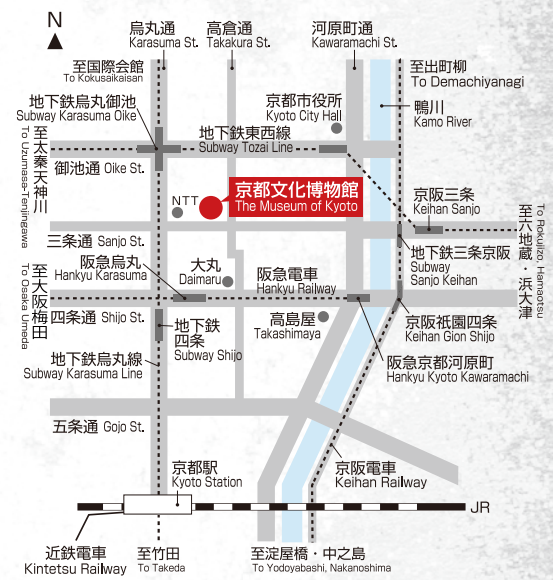 N
烏丸通
Karasuma St.
高倉通
Takakura St.
河原町通
Kawaramachi St.
至国際会館
To Kokusaikaisan
至出町柳
To Demachiyanagi
地下鉄烏丸御池
Subway Karasuma Oike
京都市役所
Kyoto City Hall
鴨川
Kamo River
至太秦天神川
To Uzumasa-Tenjingawa
地下鉄東西線
Subway Tozai Line
御池通 Oike St.
NTT
京都文化博物館
The Museum of Kyoto
京阪三条
Keihan Sanjo
To Rokujizo, Hamaotsu
至六地蔵・浜大津
三条通 Sanjo St.
地下鉄三条京阪
Subway
Sanjo Keihan
至大阪梅田
To Osaka Umeda
阪急烏丸
Hankyu Karasuma
大丸
Daimaru
阪急電車
Hankyu Railway
四条通 Shijo St.
地下鉄
四条
Subway Shijo
高島屋
Takashimaya
京阪祇園四条
Keihan Gion Shijo
地下鉄烏丸線
Subway Karasuma Line
阪急京都河原町
Hankyu Kyoto Kawaramachi
五条通 Gojo St.
京都駅
Kyoto Station
京阪電車
Keihan Railway
JR
近鉄電車
Kintetsu Railway
至竹田
To Takeda
至淀屋橋・中之島
To Yodoyabashi, Nakanoshima